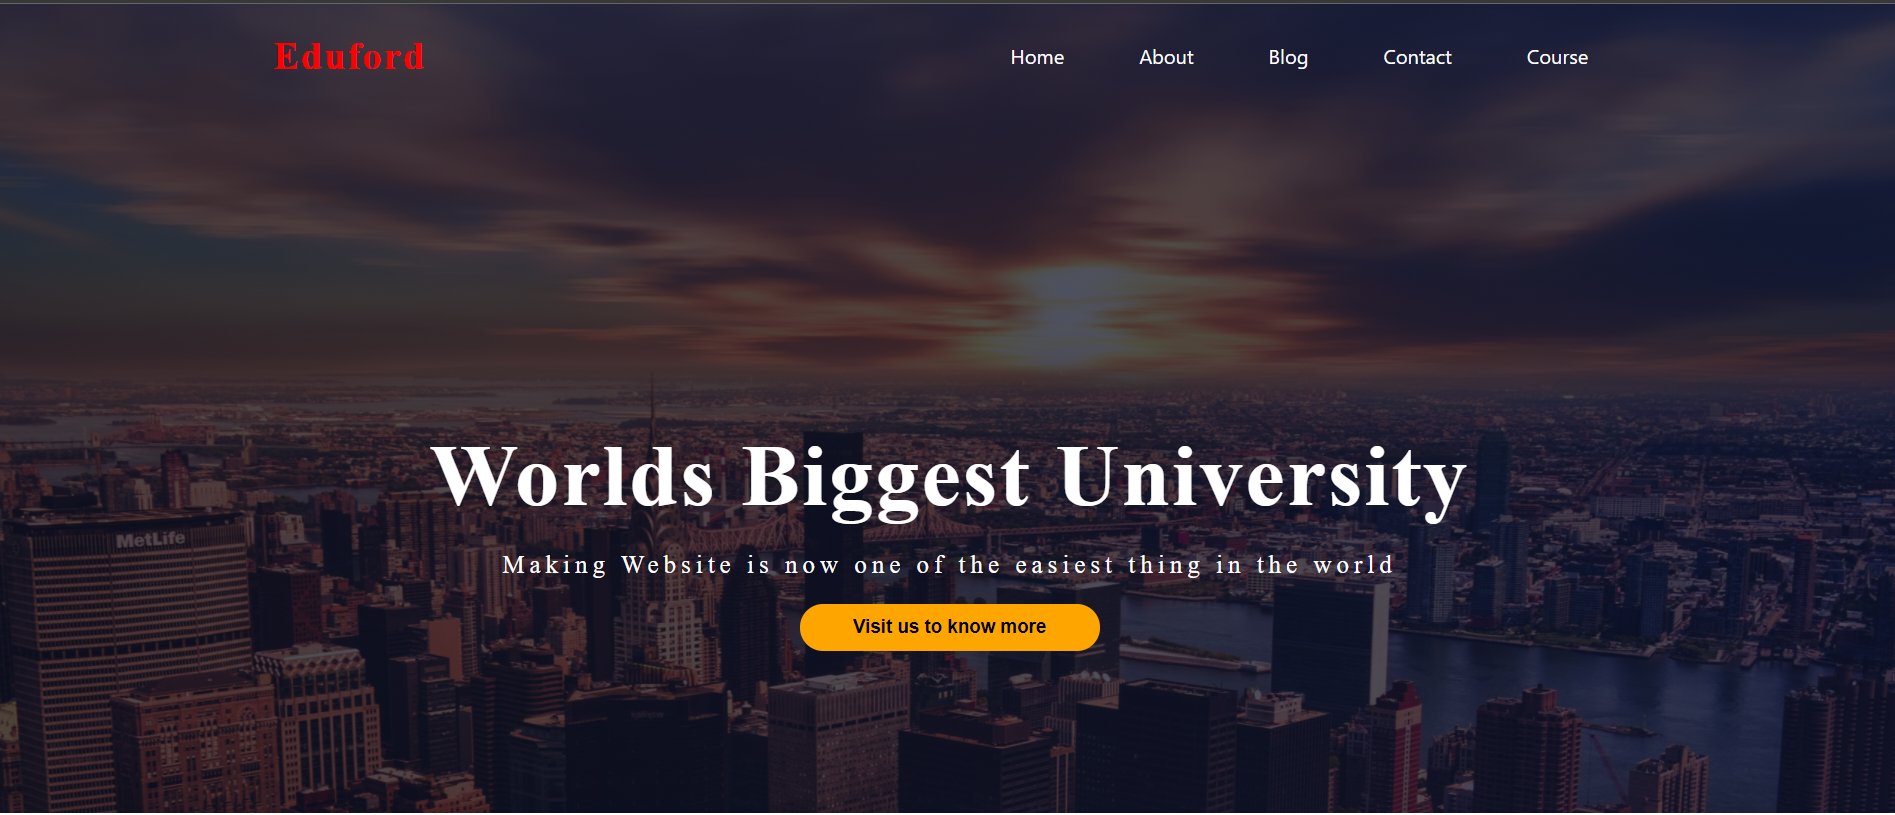 Eduford
Home About Blog Contact Course
Worlds Biggest University
MetLife
Making Website is now one of the easiest thing in the world
Visit us to know more